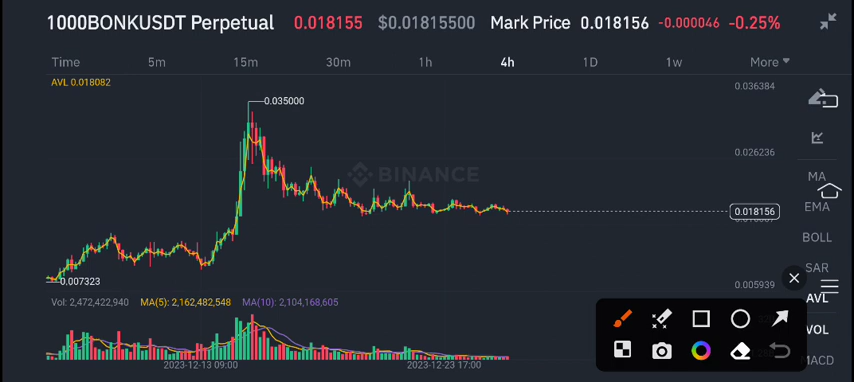 1000BONKUSDT Perpetual 0.018155 $0.01815500 Mark Price 0.018156 -0.000046 -0.25%
Time 5m 15m 30m 1h 4h 1D 1w More
AVL 0.018082
0.036384
0.035000
0.026236
BINANCE
MA
EMA
0.018156
BOLL
SAR
0.007323
0.005939
AVL
Vol: 2,472,422,940 MA(5): 2,162,482,548 MA(10): 2,104,168,605
VOL
MACD
2023-12-13 09:00 2023-12-23 17:00